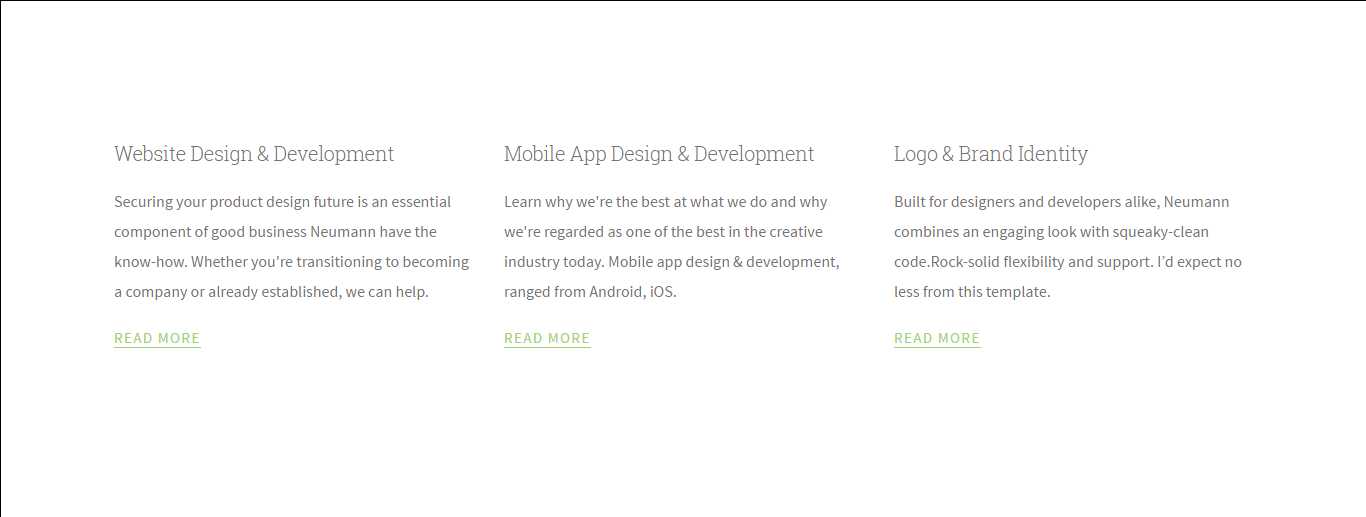 Website Design & Development
Securing your product design future is an essential
component of good business Neumann have the
know-how. Whether you're transitioning to becoming
a company or already established, we can help.
READ MORE
Mobile App Design & Development
Learn why we're the best at what we do and why
we're regarded as one of the best in the creative
industry today. Mobile app design & development,
ranged from Android, iOS.
READ MORE
Logo & Brand Identity
Built for designers and developers alike, Neumann
combines an engaging look with squeaky-clean
code.Rock-solid flexibility and support. I'd expect no
less from this template.
READ MORE